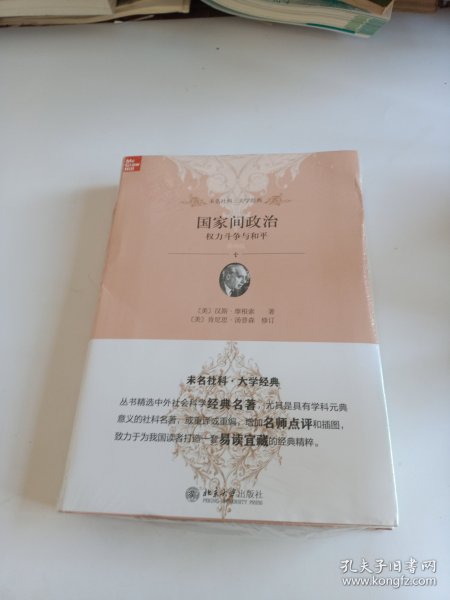 Mc
Graw
Hill
未名社科·大学经典
国家间政治
权力斗争与和平
〔美〕汉斯·摩根索 著
〔美〕肯尼思·汤普森 修订
未名社科·大学经典
丛书精选中外社会科学经典名著，尤其是具有学科元典
意义的社科名著，或重译或重编，增加名师点评和插图，
致力于为我国读者打造一套易读宜藏的经典精粹。
北京大学出版社
孔夫子旧书网
www.kongfz.com